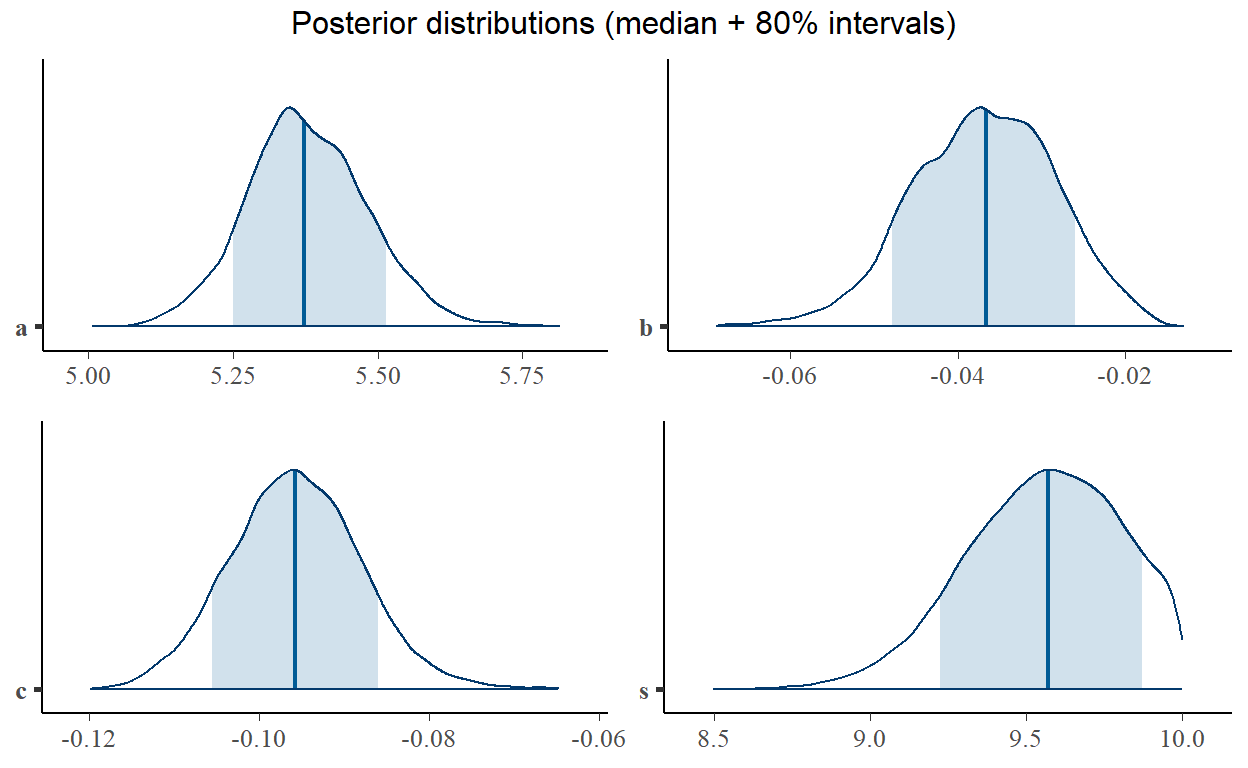 Posterior distributions (median + 80% intervals)
a
5.00 5.25 5.50 5.75
b
-0.06 -0.04 -0.02
c
-0.12 -0.10 -0.08 -0.06
s
8.5 9.0 9.5 10.0